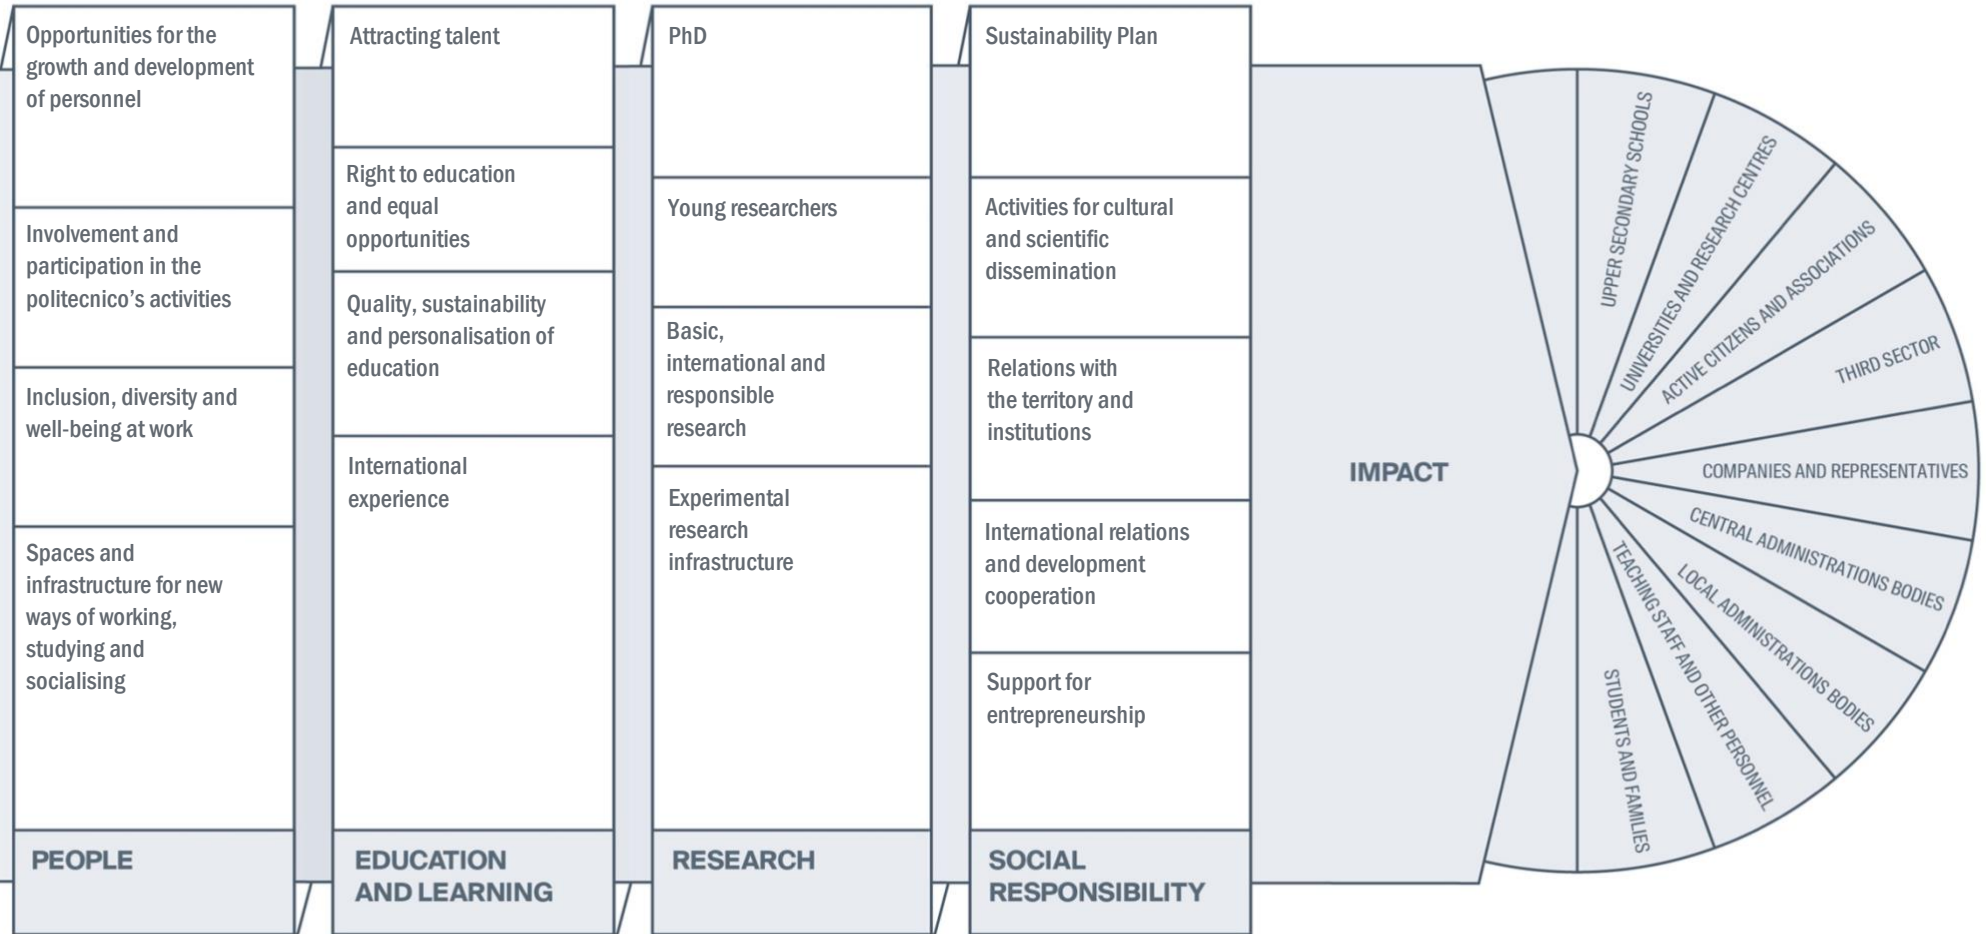 Opportunities for the
growth and development
of personnel
Involvement and
participation in the
politecnico's activities
Inclusion, diversity and
well-being at work
Spaces and
infrastructure for new
ways of working,
studying and
socialising
PEOPLE
Attracting talent
Right to education
and equal
opportunities
Quality, sustainability
and personalisation of
education
International
experience
EDUCATION
AND LEARNING
PhD
Young researchers
Basic,
international and
responsible
research
Experimental
research
infrastructure
RESEARCH
Sustainability Plan
Activities for cultural
and scientific
dissemination
Relations with
the territory and
institutions
International relations
and development
cooperation
Support for
entrepreneurship
SOCIAL
RESPONSIBILITY
IMPACT
UPPER SECONDARY SCHOOLS
UNIVERSITIES AND RESEARCH CENTRES
ACTIVE CITIZENS AND ASSOCIATIONS
THIRD SECTOR
COMPANIES AND REPRESENTATIVES
CENTRAL ADMINISTRATIONS BODIES
LOCAL ADMINISTRATIONS BODIES
TEACHING STAFF AND OTHER PERSONNEL
STUDENTS AND FAMILIES